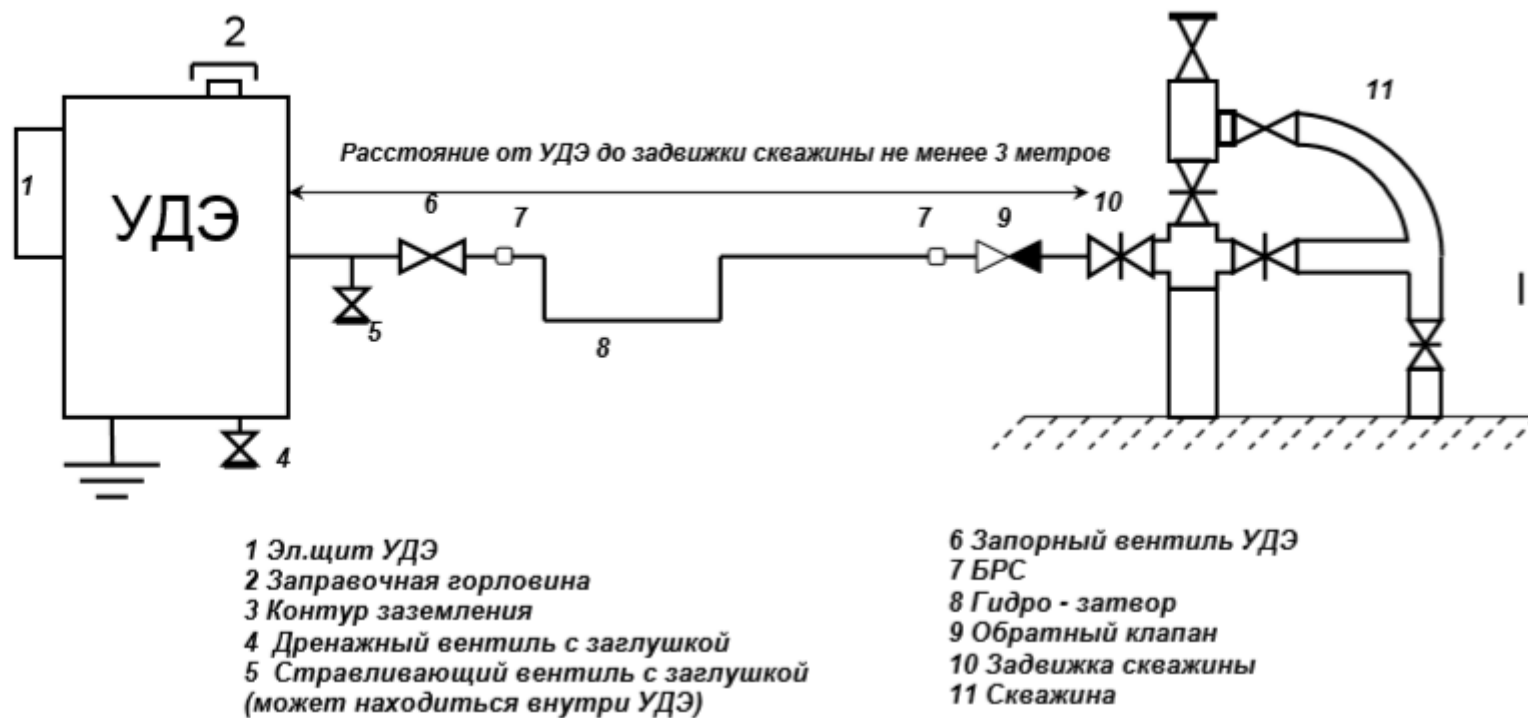 2
11
Расстояние от УДЭ до задвижки скважины не менее 3 метров
1
УДЭ
6
7
7
9
10
5
8
4
1 Эл.щит УДЭ
2 Заправочная горловина
3 Контур заземления
4 Дренажный вентиль с заглушкой
5 Стравливающий вентиль с заглушкой
(может находиться внутри УДЭ)
6 Запорный вентиль УДЭ
7 БРС
8 Гидро - затвор
9 Обратный клапан
10 Задвижка скважины
11 Скважина